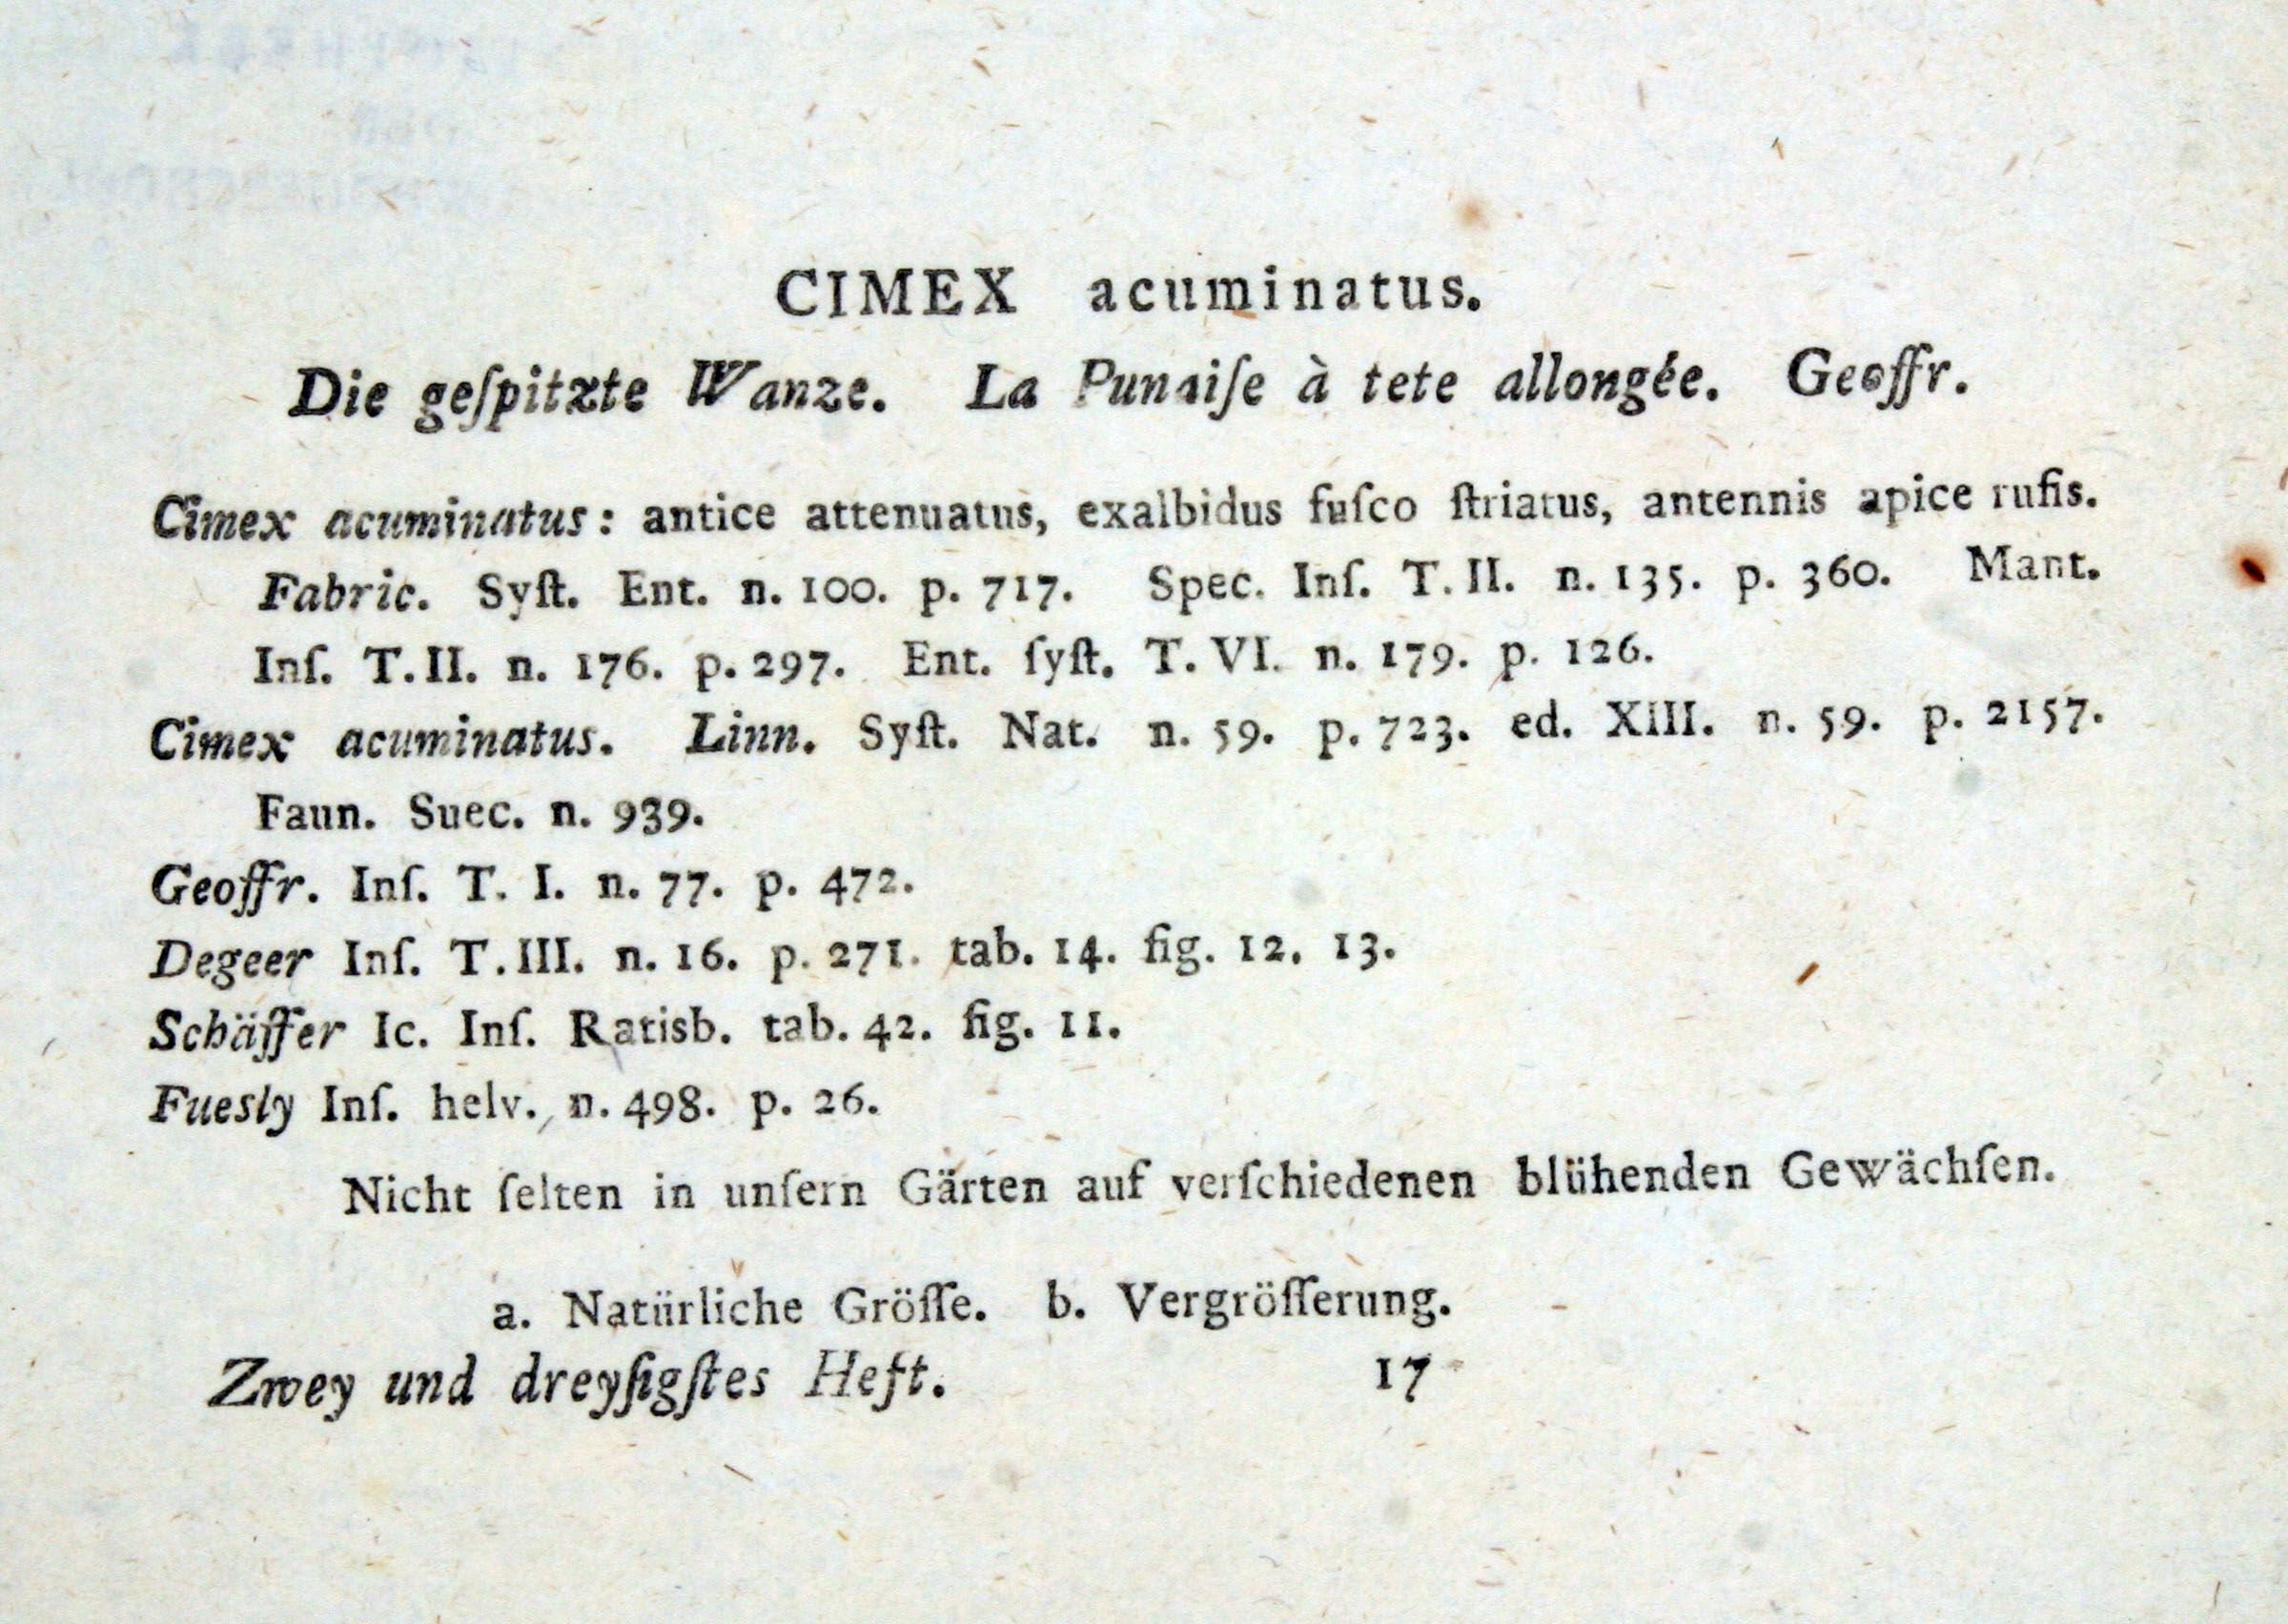 CIMEX acuminatus.
Die geſpitzte Wanze. La Punaiſe à tete allongée. Geoffr.
Cimex acuminatus: antice attenuatus, exalbidus fuſco ſtriatus, antennis apice rufis.
Fabric. Syſt. Ent. n. 100. p. 717. Spec. Inſ. T. II. n. 135. p. 360. Mant.
Inſ. T. II. n. 176. p. 297. Ent. ſyſt. T. VI. n. 179. p. 126.
Cimex acuminatus. Linn. Syſt. Nat. n. 59. p. 723. ed. XIII. n. 59. p. 2157.
Faun. Suec. n. 939.
Geoffr. Inſ. T. I. n. 77. p. 472.
Degeer Inſ. T. III. n. 16. p. 271. tab. 14. fig. 12. 13.
Schäffer Ic. Inſ. Ratisb. tab. 42. fig. 11.
Fuesly Inſ. helv. n. 498. p. 26.
Nicht ſelten in unſern Gärten auf verſchiedenen blühenden Gewächſen.
a. Natürliche Gröſſe. b. Vergröſſerung.
Zwey und dreyſigſtes Heft. 17